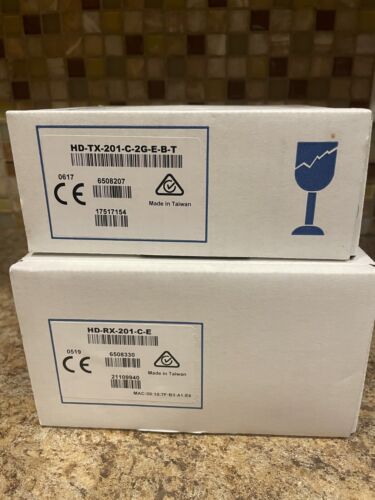 HD-TX-201-C-2G-E-B-T
0617
6508207
CE
Made in Taiwan
17517154
HD-RX-201-C-E
0519
6508330
CE
Made in Taiwan
21109940